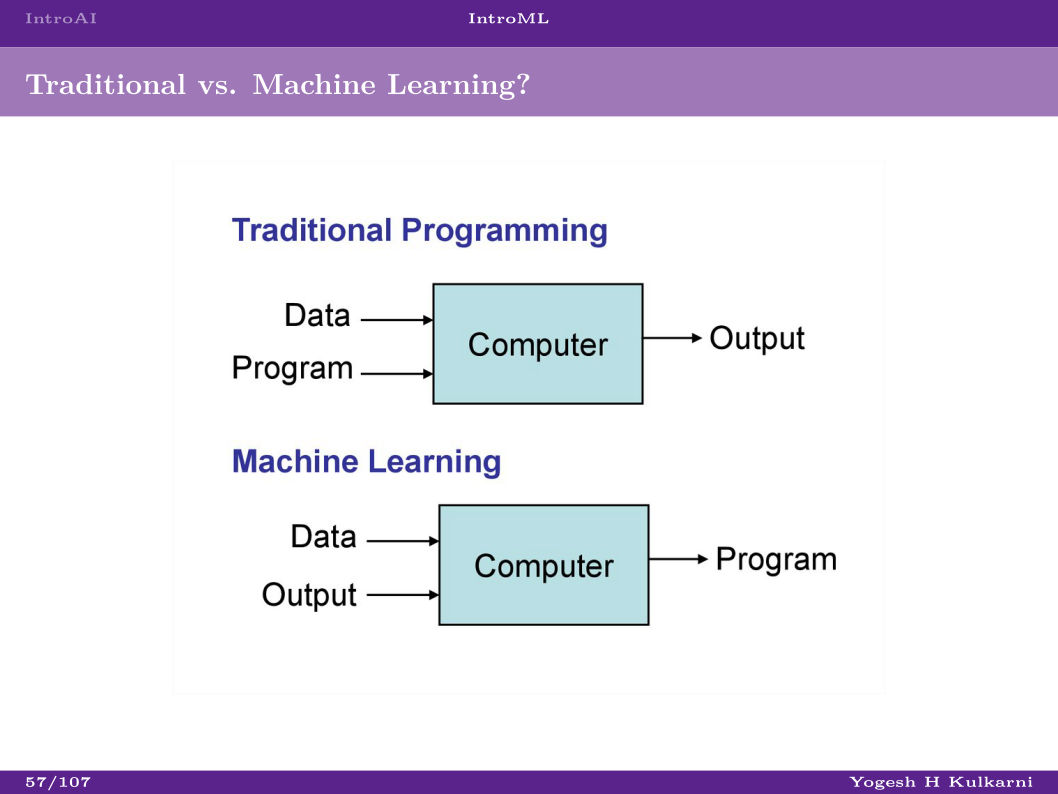 IntroAI IntroML
Traditional vs. Machine Learning?
Traditional Programming
Data
Program
Computer
Output
Machine Learning
Data
Output
Computer
Program
57/107 Yogesh H Kulkarni